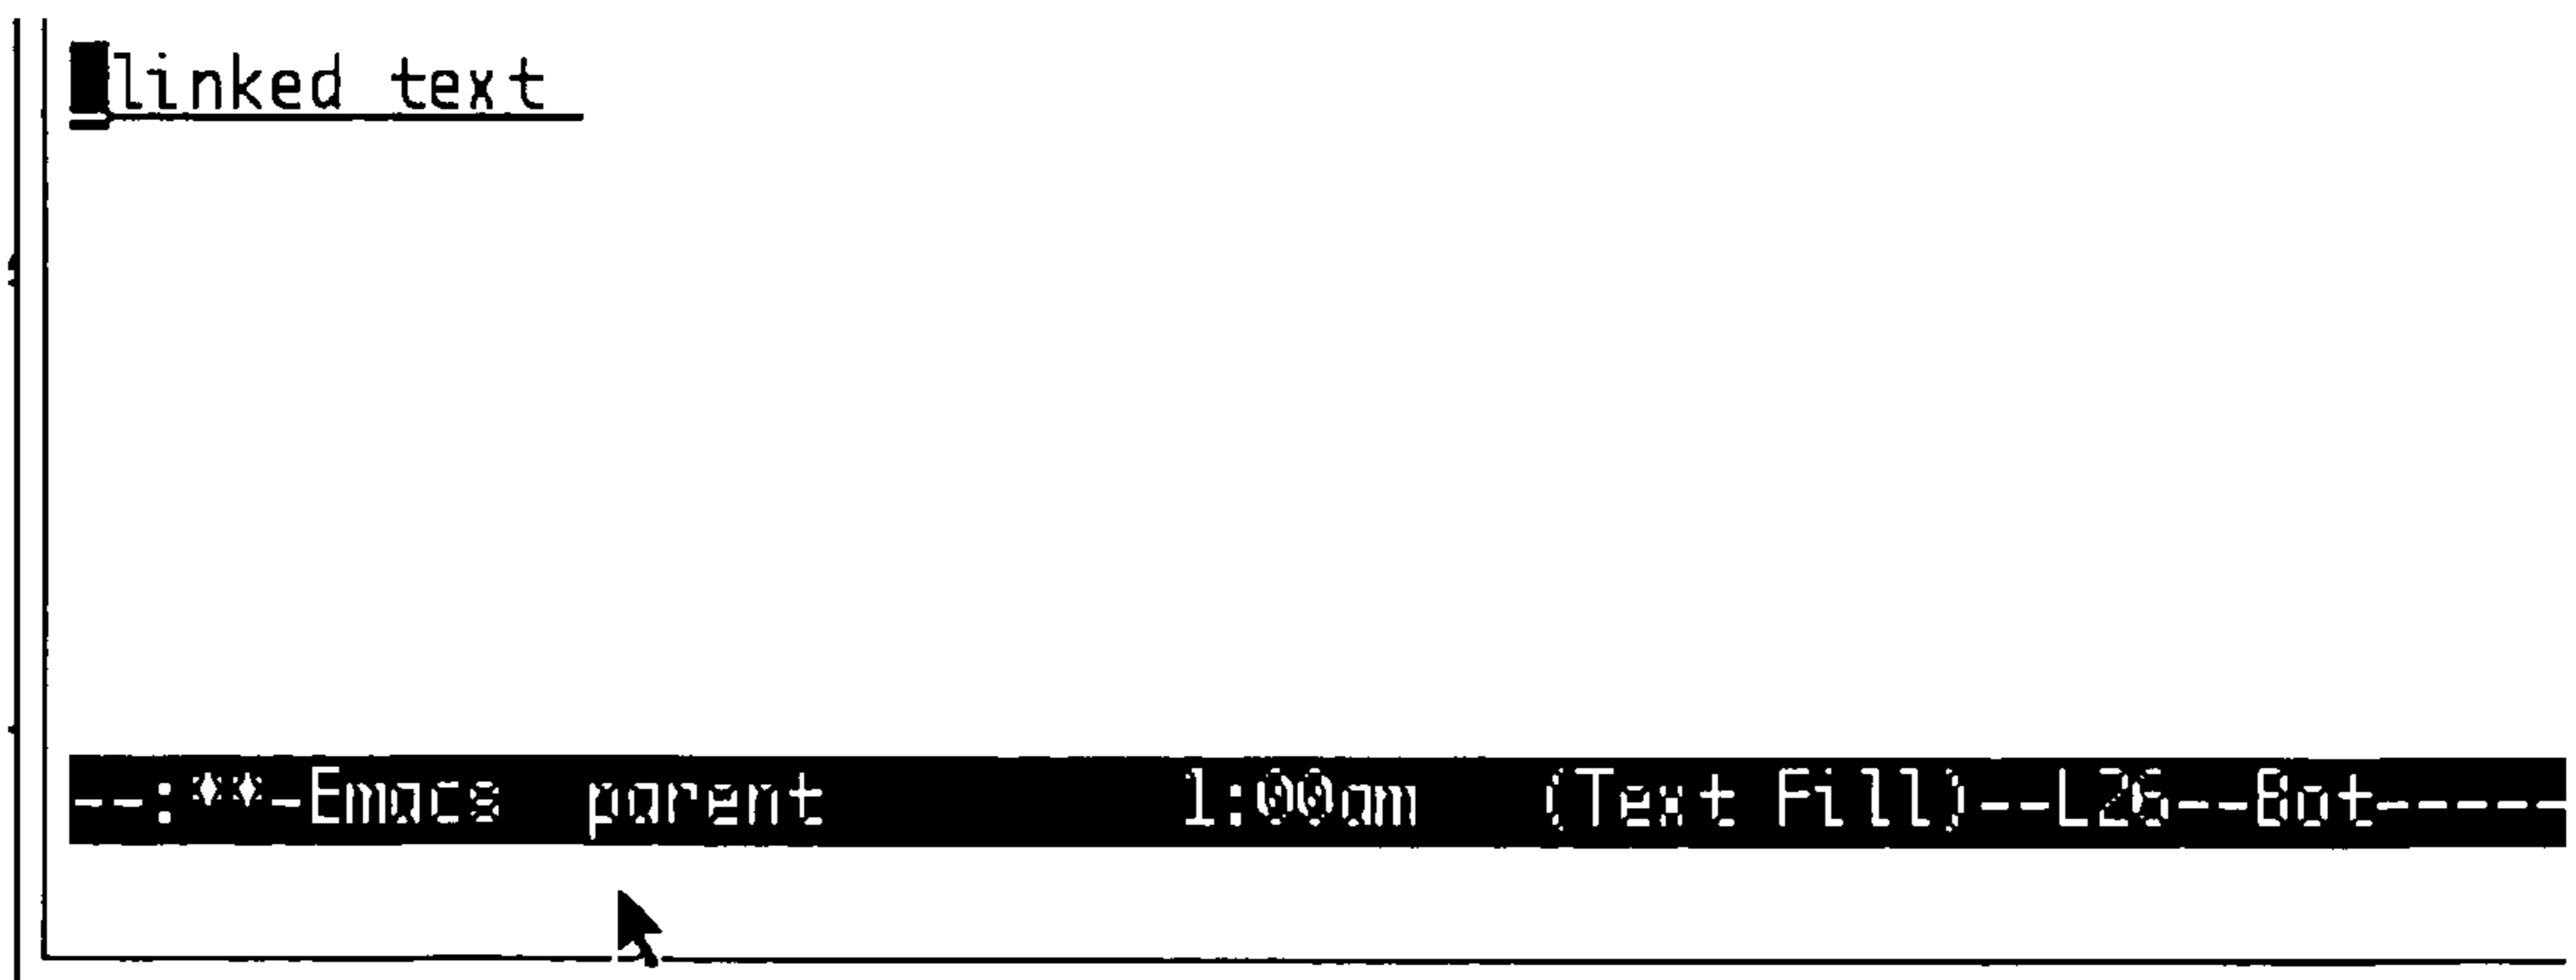 linked text
--:**-Emacs  parent          1:00am   (Text Fill)--L26--Bot-----